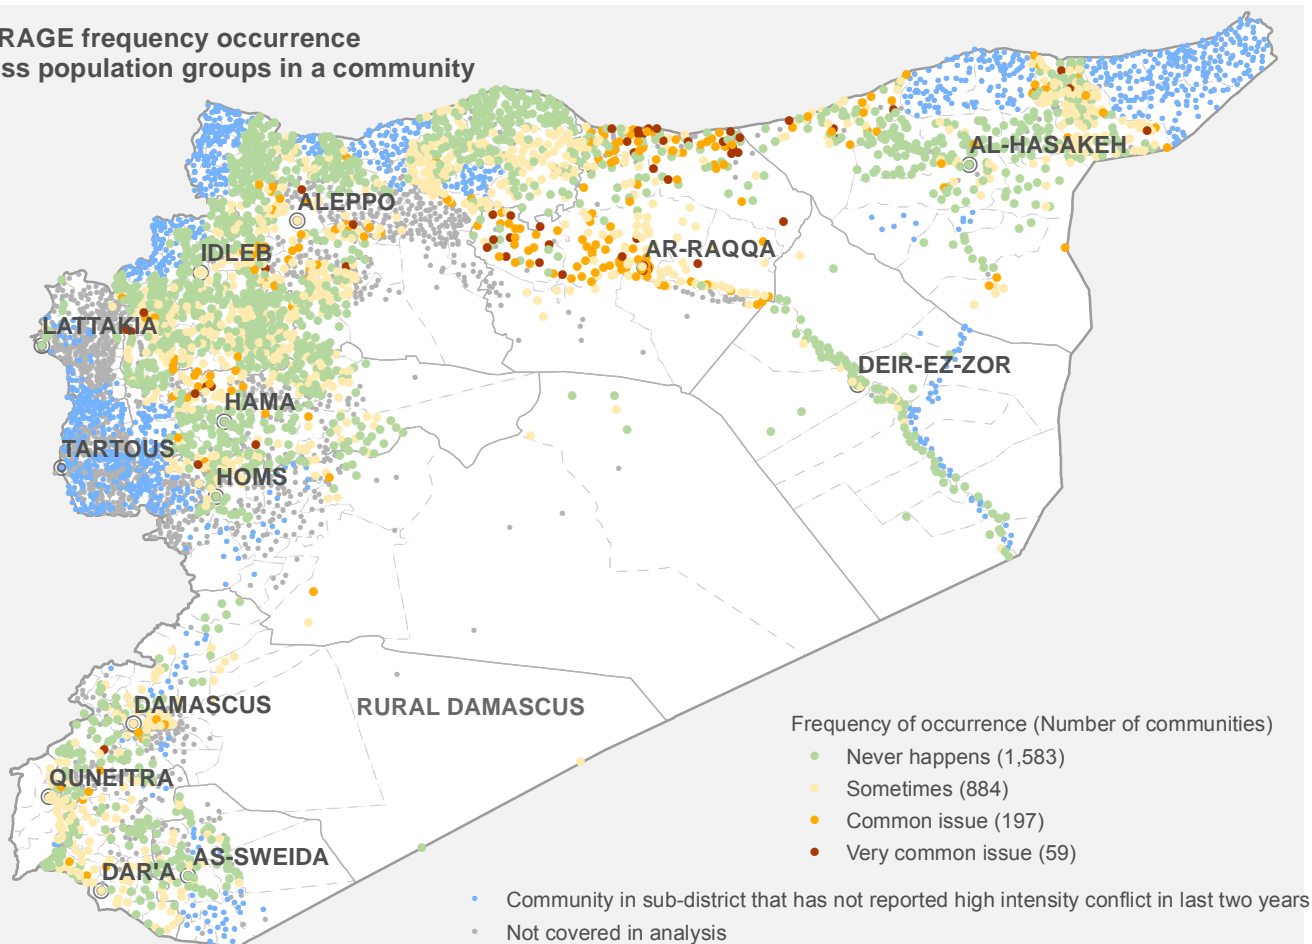 RAGE frequency occurrence
ss population groups in a community
AL-HASAKEH
ALEPPO
IDLEB
AR-RAQQA
LATTAKIA
DEIR-EZ-ZOR
HAMA
TARTOUS
HOMS
DAMASCUS
RURAL DAMASCUS
QUNEITRA
AS-SWEIDA
DAR'A
Frequency of occurrence (Number of communities)
Never happens (1,583)
Sometimes (884)
Common issue (197)
Very common issue (59)
Community in sub-district that has not reported high intensity conflict in last two years
Not covered in analysis